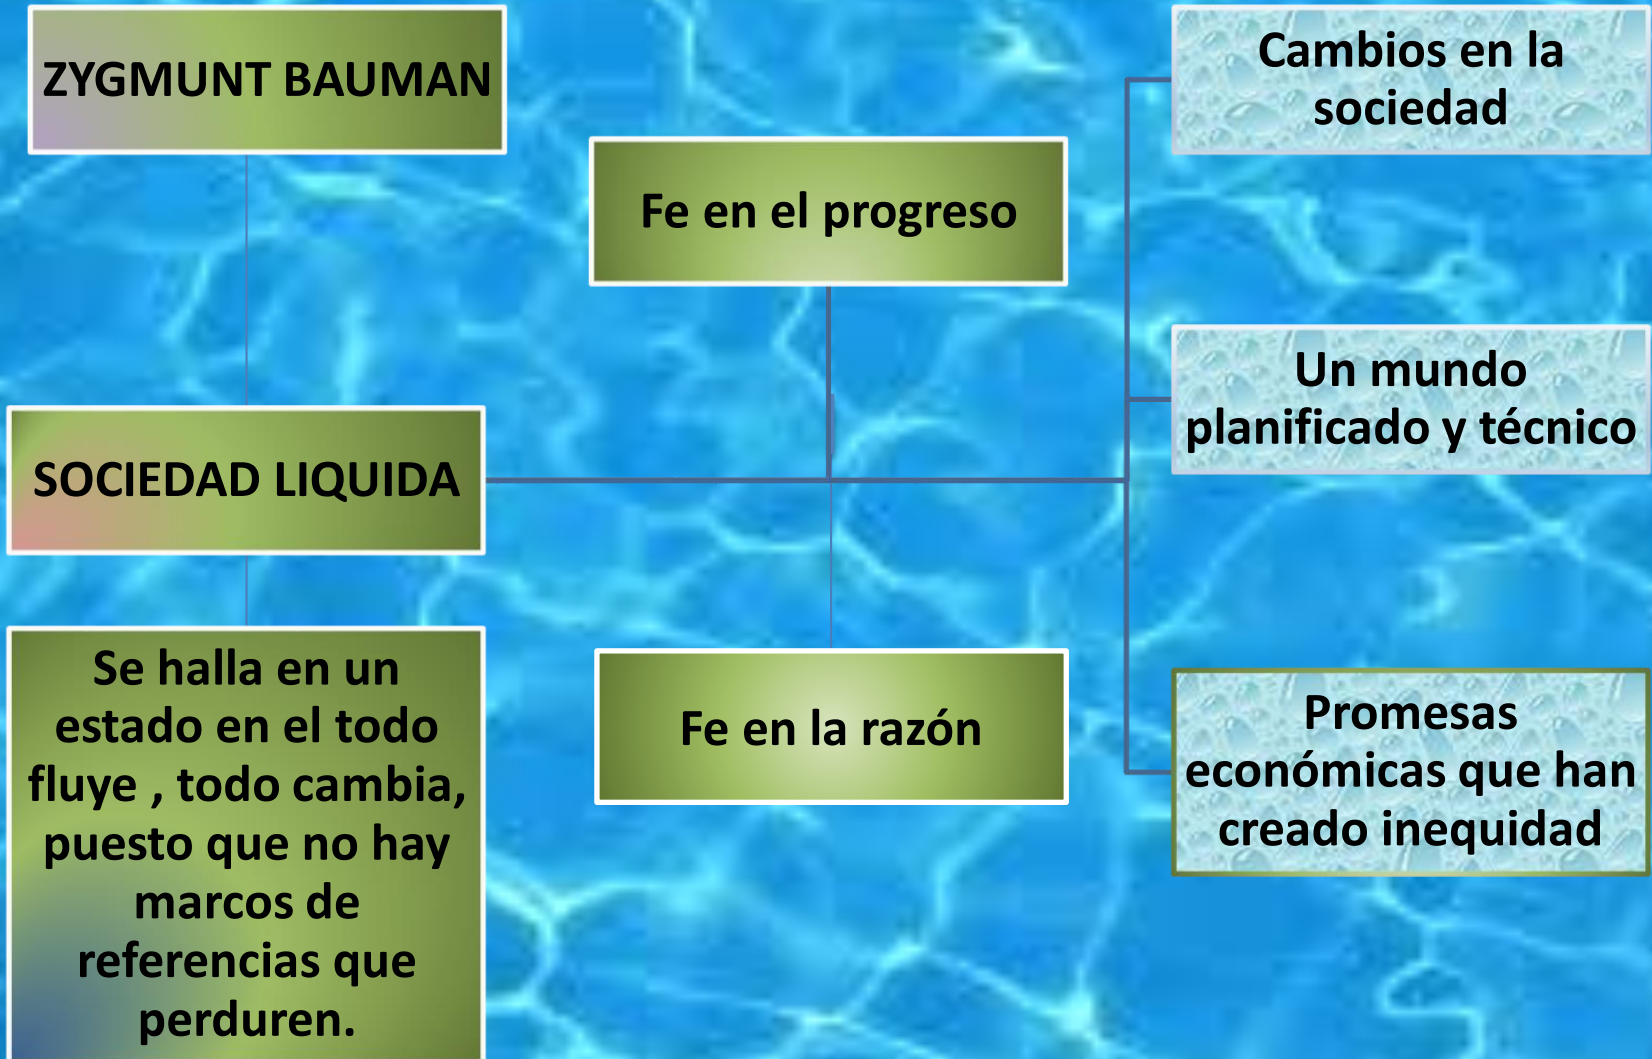 ZYGMUNT BAUMAN
SOCIEDAD LIQUIDA
Se halla en un
estado en el todo
fluye , todo cambia,
puesto que no hay
marcos de
referencias que
perduren.
Fe en el progreso
Fe en la razón
Cambios en la
sociedad
Un mundo
planificado y técnico
Promesas
económicas que han
creado inequidad